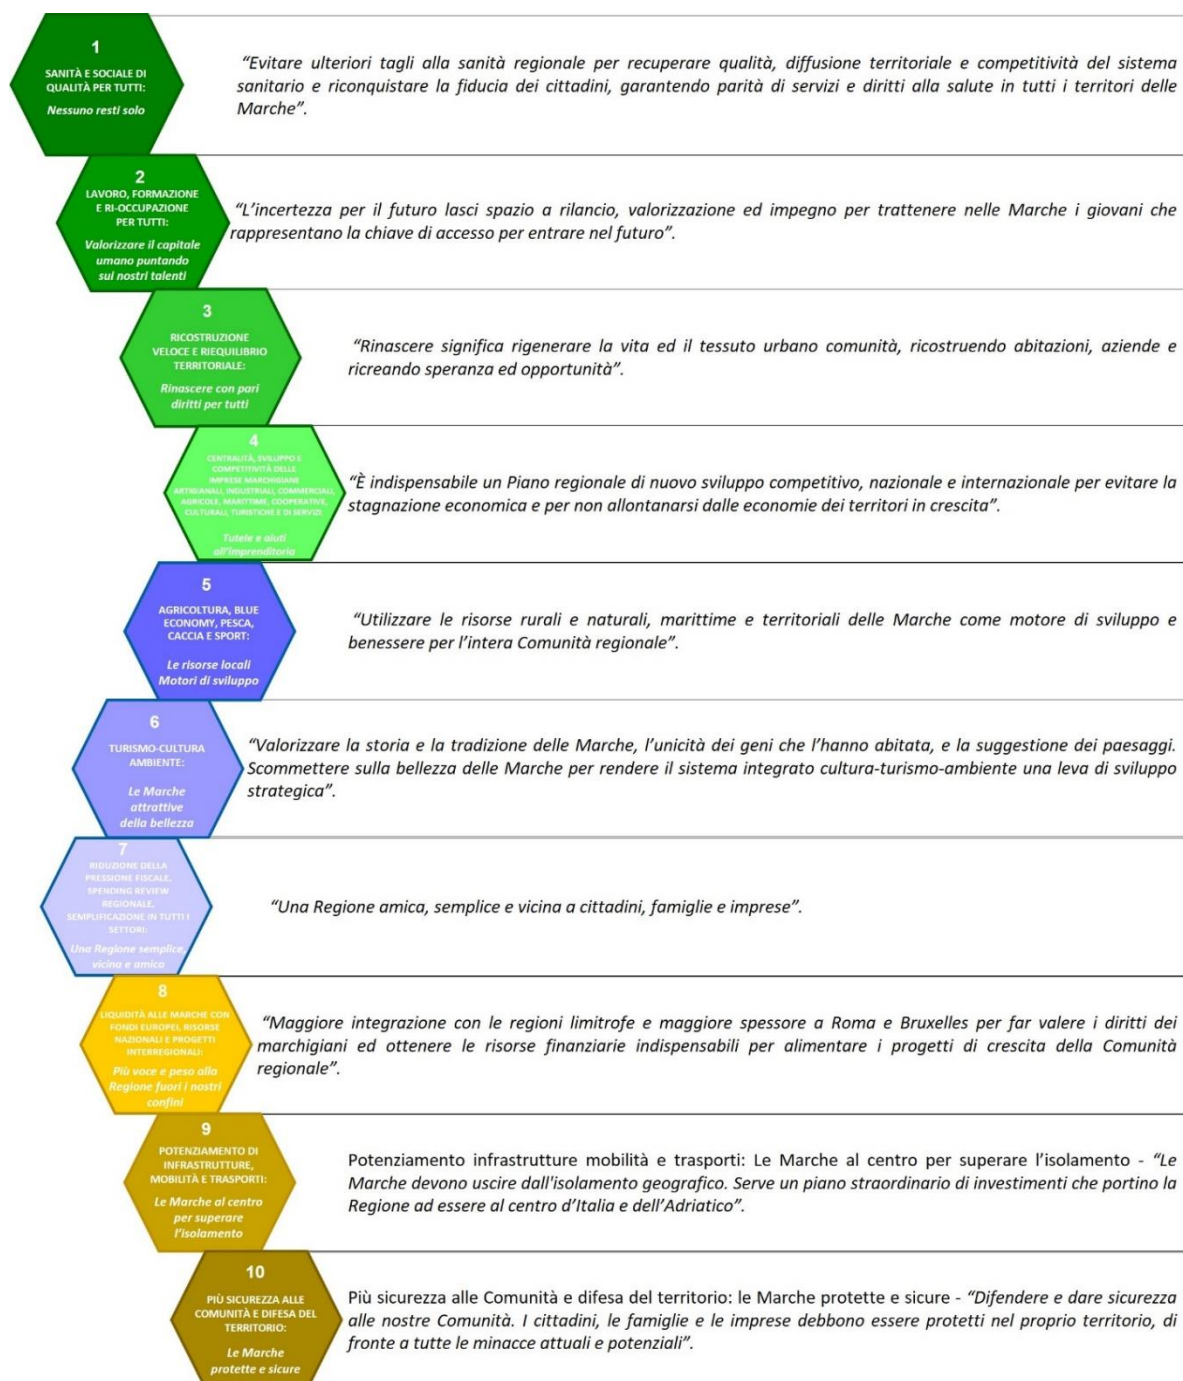 1
SANITÀ E SOCIALE DI
QUALITÀ PER TUTTI:
Nessuno resti solo
“Evitare ulteriori tagli alla sanità regionale per recuperare qualità, diffusione territoriale e competitività del sistema
sanitario e riconquistare la fiducia dei cittadini, garantendo parità di servizi e diritti alla salute in tutti i territori delle
Marche”.
2
LAVORO, FORMAZIONE
E RI-OCCUPAZIONE
PER TUTTI:
Valorizzare il capitale
umano puntando
sui nostri talenti
“L’incertezza per il futuro lasci spazio a rilancio, valorizzazione ed impegno per trattenere nelle Marche i giovani che
rappresentano la chiave di accesso per entrare nel futuro”.
3
RICOSTRUZIONE
VELOCE E RIEQUILIBRIO
TERRITORIALE:
Rinascere con pari
diritti per tutti
“Rinascere significa rigenerare la vita ed il tessuto urbano comunità, ricostruendo abitazioni, aziende e
ricreando speranza ed opportunità”.
4
CENTRALITÀ, SVILUPPO E
COMPETITIVITÀ DELLE
IMPRESE MARCHIGIANE
ARTIGIANALI, INDUSTRIALI, COMMERCIALI,
AGRICOLE, MARITTIME, COOPERATIVE,
CULTURALI, TURISTICHE E DI SERVIZI
Tutele e aiuti
all’imprenditoria
“È indispensabile un Piano regionale di nuovo sviluppo competitivo, nazionale e internazionale per evitare la
stagnazione economica e per non allontanarsi dalle economie dei territori in crescita”.
5
AGRICOLTURA, BLUE
ECONOMY, PESCA,
CACCIA E SPORT:
Le risorse locali
Motori di sviluppo
“Utilizzare le risorse rurali e naturali, marittime e territoriali delle Marche come motore di sviluppo e
benessere per l’intera Comunità regionale”.
6
TURISMO-CULTURA
AMBIENTE:
Le Marche
attrattive
della bellezza
“Valorizzare la storia e la tradizione delle Marche, l’unicità dei geni che l’hanno abitata, e la suggestione dei paesaggi.
Scommettere sulla bellezza delle Marche per rendere il sistema integrato cultura-turismo-ambiente una leva di sviluppo
strategica”.
7
RIDUZIONE DELLA
PRESSIONE FISCALE,
SPENDING REVIEW
REGIONALE,
SEMPLIFICAZIONE IN TUTTI I
SETTORI:
Una Regione semplice,
vicina e amica
“Una Regione amica, semplice e vicina a cittadini, famiglie e imprese”.
8
LIQUIDITÀ ALLE MARCHE CON
FONDI EUROPEI, RISORSE
NAZIONALI E PROGETTI
INTERREGIONALI:
Più voce e peso alla
Regione fuori i nostri
confini
“Maggiore integrazione con le regioni limitrofe e maggiore spessore a Roma e Bruxelles per far valere i diritti dei
marchigiani ed ottenere le risorse finanziarie indispensabili per alimentare i progetti di crescita della Comunità
regionale”.
9
POTENZIAMENTO DI
INFRASTRUTTURE,
MOBILITÀ E TRASPORTI:
Le Marche al centro
per superare
l’isolamento
Potenziamento infrastrutture mobilità e trasporti: Le Marche al centro per superare l’isolamento - “Le
Marche devono uscire dall'isolamento geografico. Serve un piano straordinario di investimenti che portino la
Regione ad essere al centro d’Italia e dell’Adriatico”.
10
PIÙ SICUREZZA ALLE
COMUNITÀ E DIFESA DEL
TERRITORIO:
Le Marche
protette e sicure
Più sicurezza alle Comunità e difesa del territorio: le Marche protette e sicure - “Difendere e dare sicurezza
alle nostre Comunità. I cittadini, le famiglie e le imprese debbono essere protetti nel proprio territorio, di
fronte a tutte le minacce attuali e potenziali”.